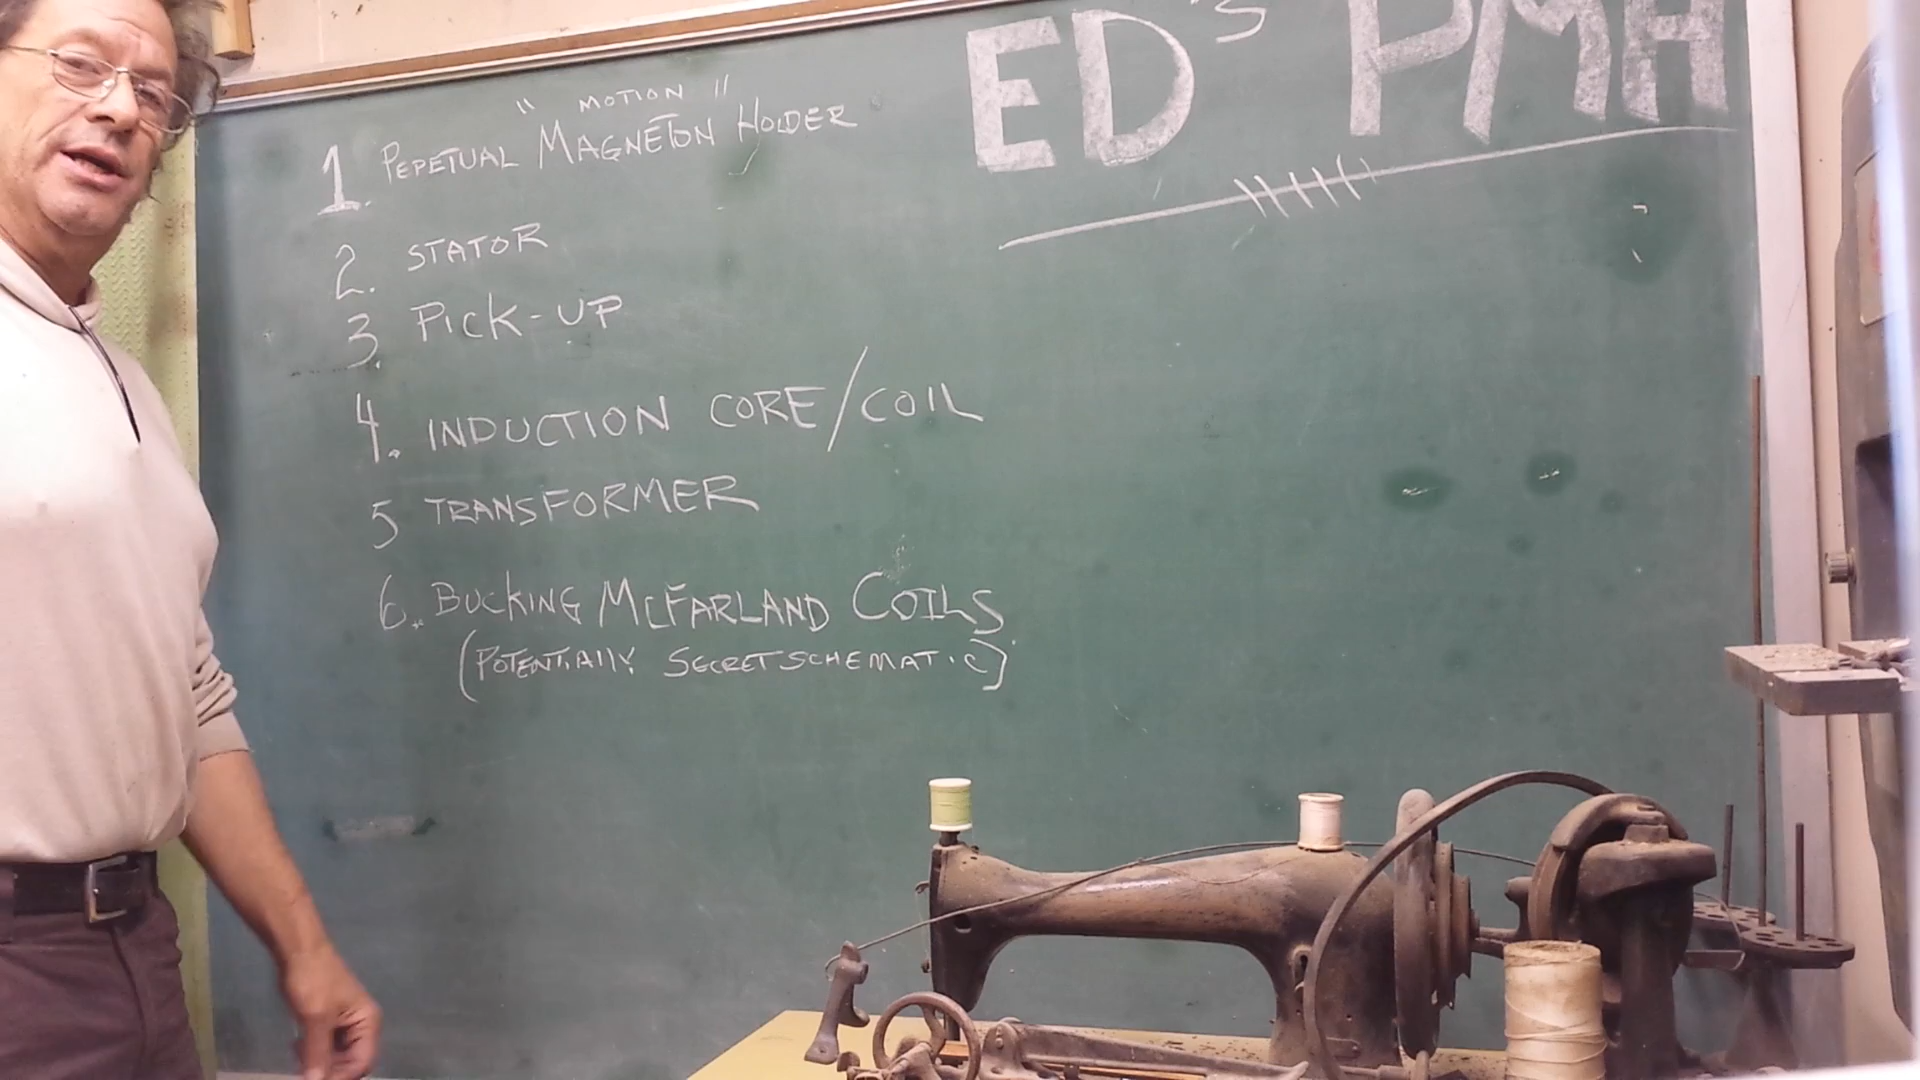 ED's PMH
" MOTION "
1. PEPETUAL MAGNETON HOLDER
2. STATOR
3. PICK-UP
4. INDUCTION CORE/COIL
5 TRANSFORMER
6. BUCKING McFARLAND COILS
(POTENTIALLY SECRET SCHEMATIC)